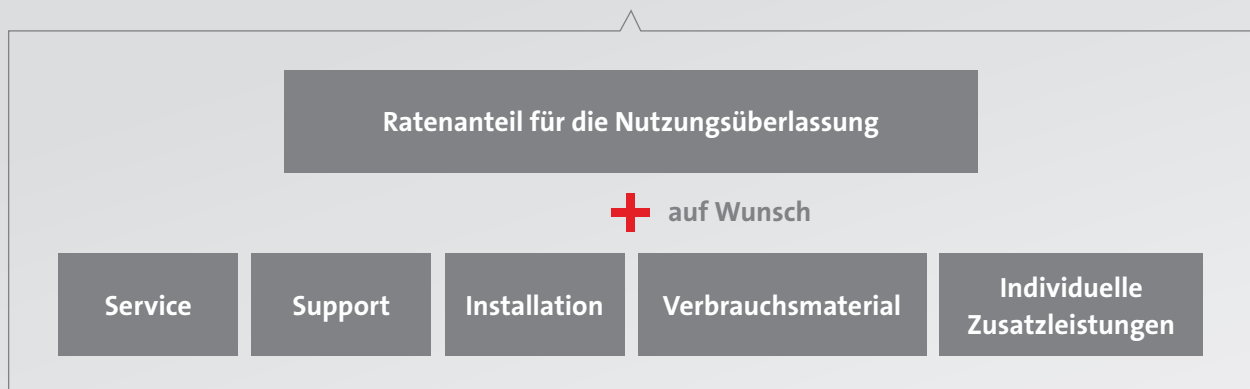 Ratenanteil für die Nutzungsüberlassung
auf Wunsch
Service
Support
Installation
Verbrauchsmaterial
Individuelle
Zusatzleistungen